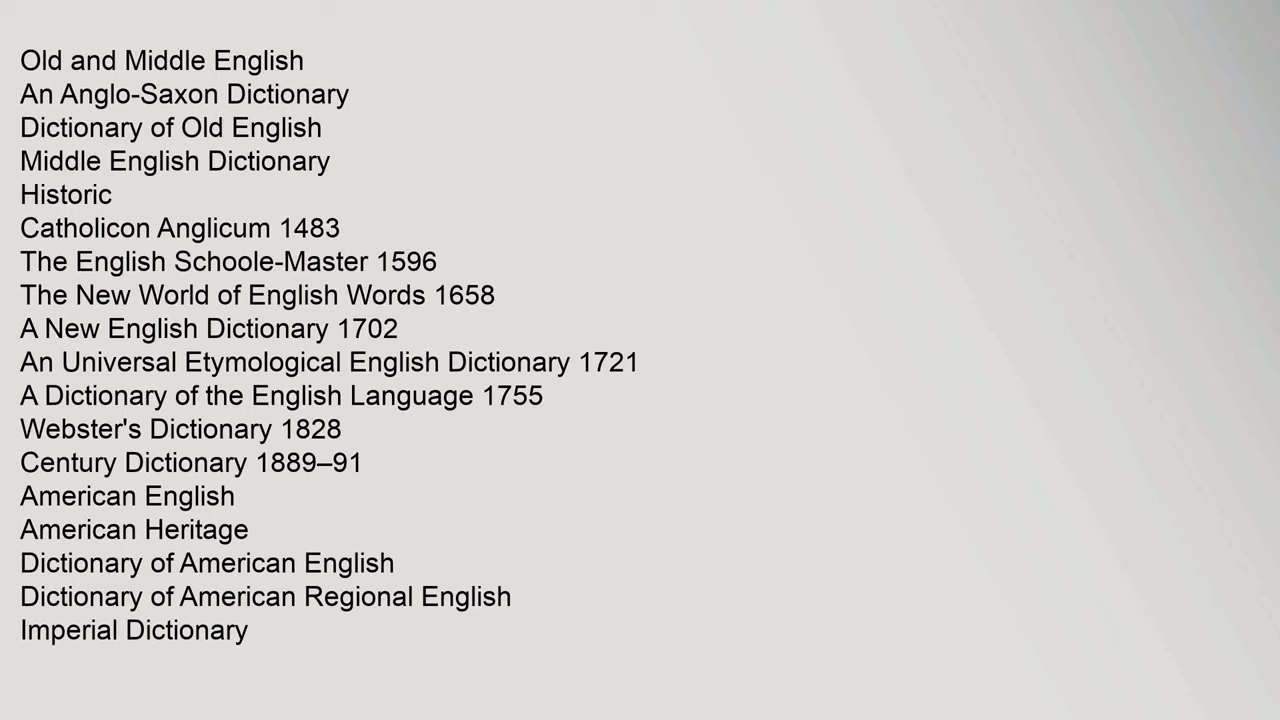 Old and Middle English
An Anglo-Saxon Dictionary
Dictionary of Old English
Middle English Dictionary
Historic
Catholicon Anglicum 1483
The English Schoole-Master 1596
The New World of English Words 1658
A New English Dictionary 1702
An Universal Etymological English Dictionary 1721
A Dictionary of the English Language 1755
Webster's Dictionary 1828
Century Dictionary 1889–91
American English
American Heritage
Dictionary of American English
Dictionary of American Regional English
Imperial Dictionary